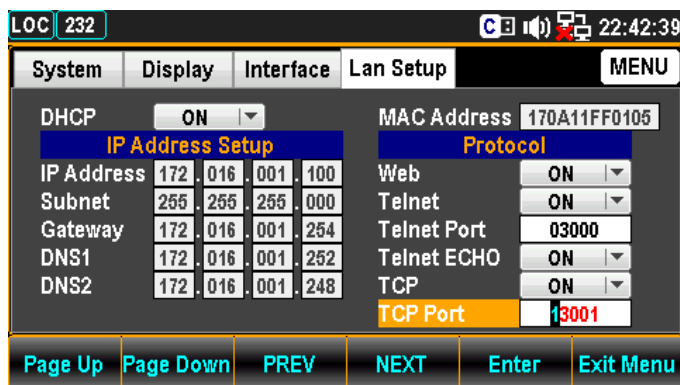 LOC 232 C 22:42:39
System Display Interface Lan Setup MENU
DHCP ON
IP Address Setup
IP Address 172 . 016 . 001 . 100
Subnet 255 . 255 . 255 . 000
Gateway 172 . 016 . 001 . 254
DNS1 172 . 016 . 001 . 252
DNS2 172 . 016 . 001 . 248
MAC Address 170A11FF0105
Protocol
Web ON
Telnet ON
Telnet Port 03000
Telnet ECHO ON
TCP ON
TCP Port 13001
Page Up Page Down PREV NEXT Enter Exit Menu